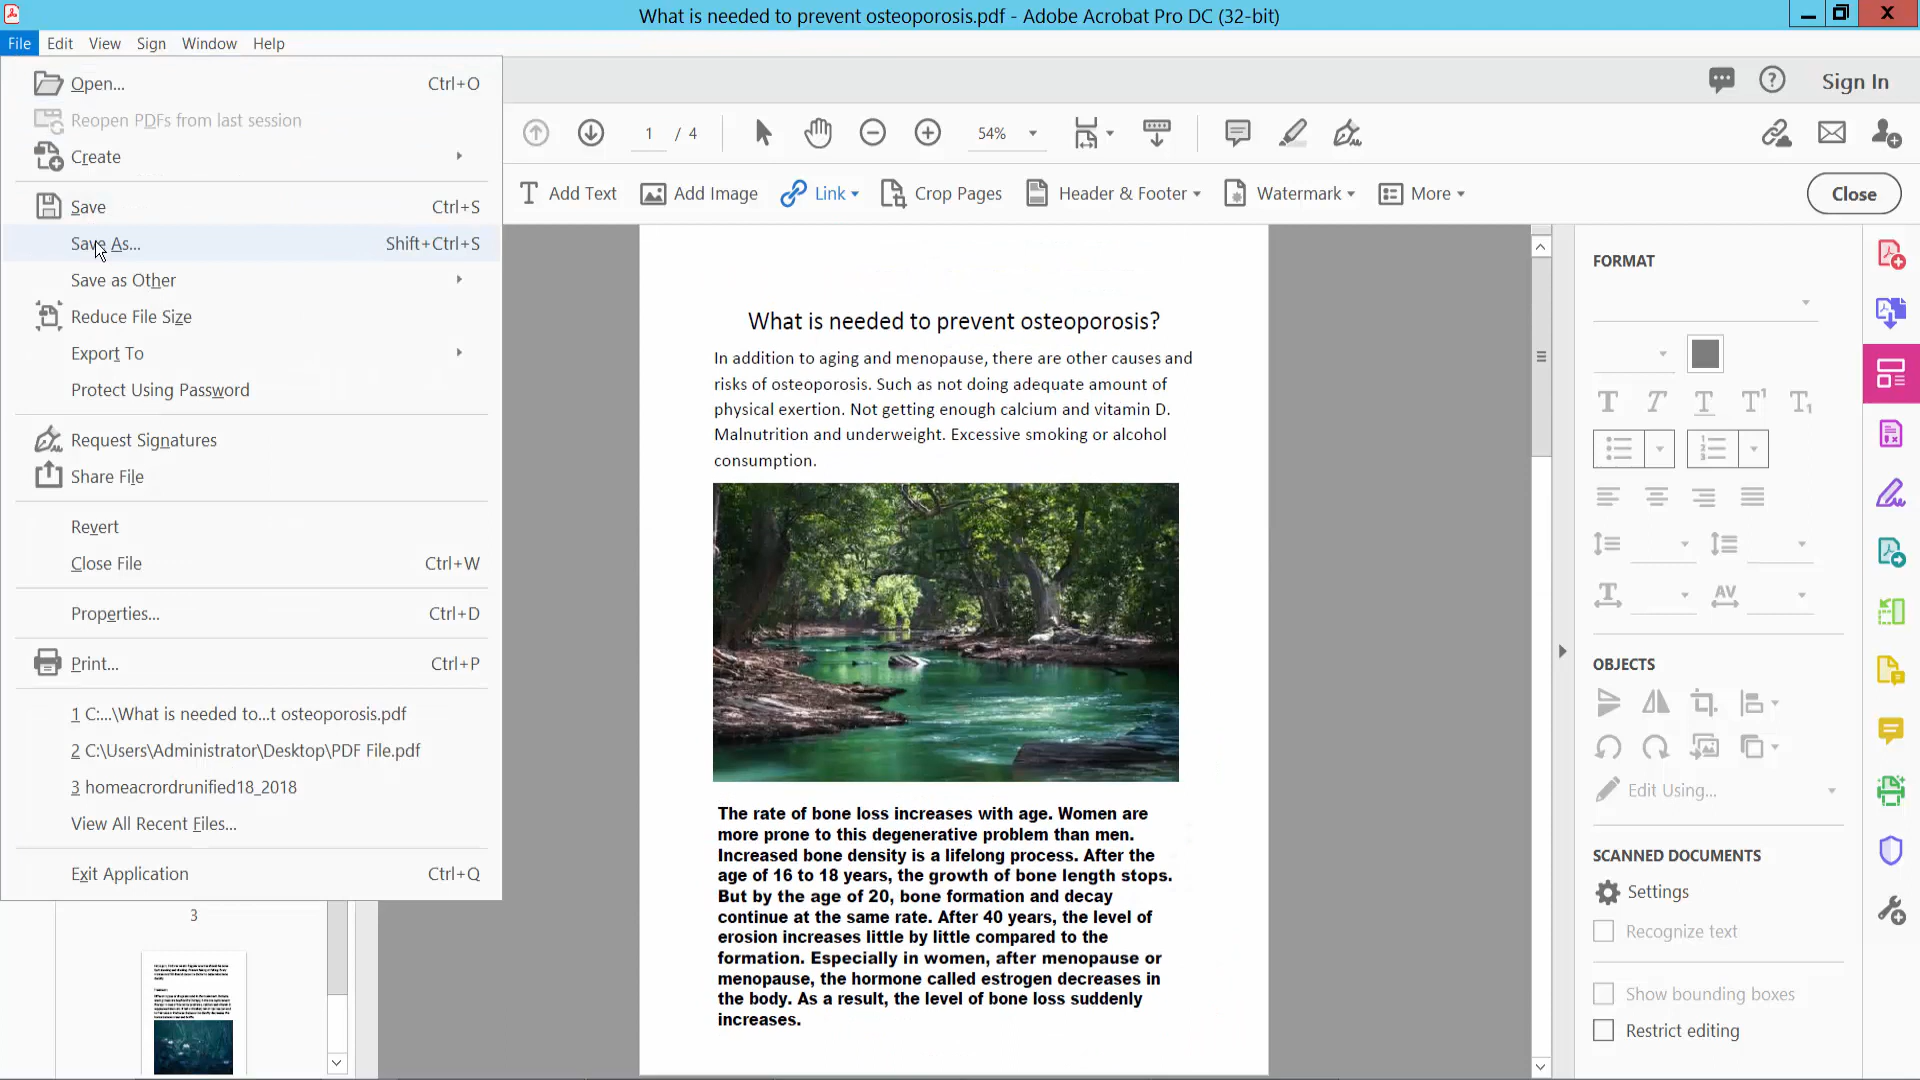 What is needed to prevent osteoporosis.pdf - Adobe Acrobat Pro DC (32-bit)
File Edit View Sign Window Help
Open... Ctrl+O
Reopen PDFs from last session
Create
Save Ctrl+S
Save As... Shift+Ctrl+S
Save as Other
Reduce File Size
Export To
Protect Using Password
Request Signatures
Share File
Revert
Close File Ctrl+W
Properties... Ctrl+D
Print... Ctrl+P
1 C:...\What is needed to...t osteoporosis.pdf
2 C:\Users\Administrator\Desktop\PDF File.pdf
3 homeacrordrunified18_2018
View All Recent Files...
Exit Application Ctrl+Q
3
Sign In
1 / 4 54%
Add Text Add Image Link Crop Pages Header & Footer Watermark More Close
What is needed to prevent osteoporosis?
In addition to aging and menopause, there are other causes and
risks of osteoporosis. Such as not doing adequate amount of
physical exertion. Not getting enough calcium and vitamin D.
Malnutrition and underweight. Excessive smoking or alcohol
consumption.
The rate of bone loss increases with age. Women are
more prone to this degenerative problem than men.
Increased bone density is a lifelong process. After the
age of 16 to 18 years, the growth of bone length stops.
But by the age of 20, bone formation and decay
continue at the same rate. After 40 years, the level of
erosion increases little by little compared to the
formation. Especially in women, after menopause or
menopause, the hormone called estrogen decreases in
the body. As a result, the level of bone loss suddenly
increases.
FORMAT
OBJECTS
Edit Using...
SCANNED DOCUMENTS
Settings
Recognize text
Show bounding boxes
Restrict editing